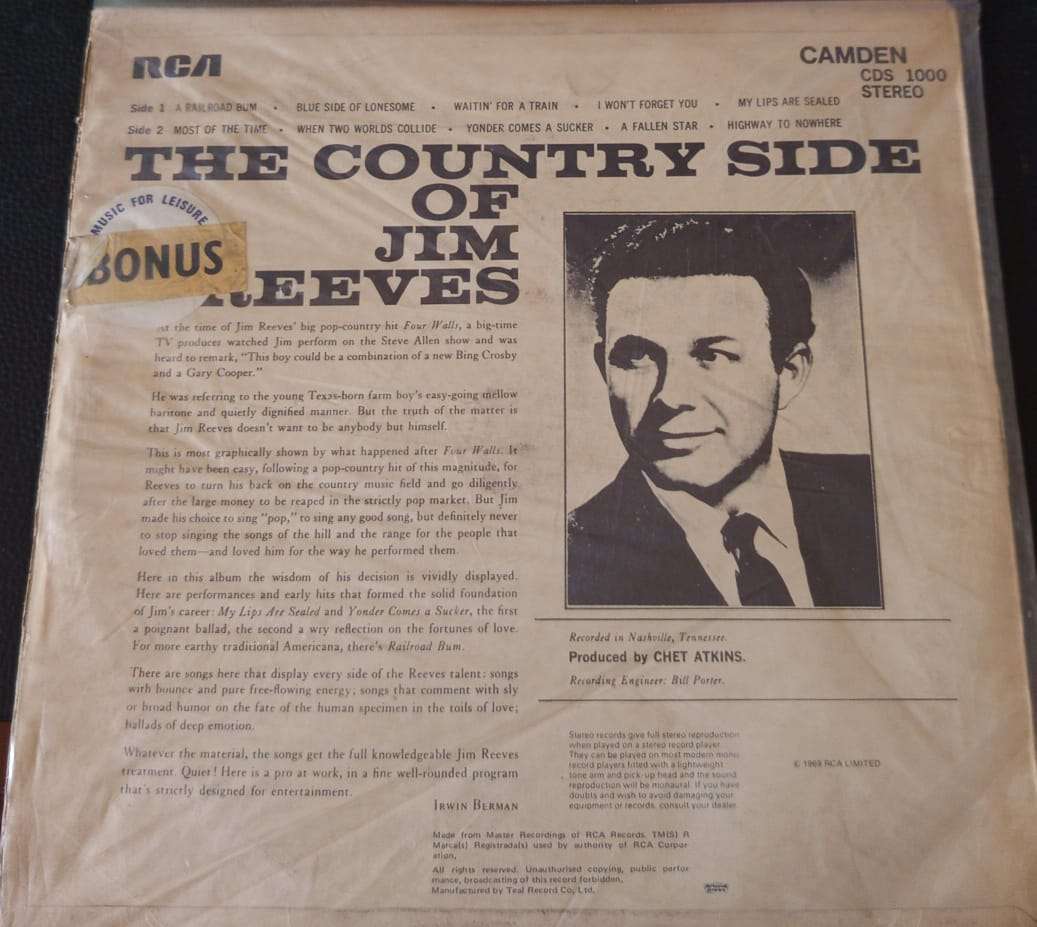 RCA
CAMDEN
CDS 1000
STEREO
Side 1 A RAILROAD BUM • BLUE SIDE OF LONESOME • WAITIN' FOR A TRAIN • I WON'T FORGET YOU • MY LIPS ARE SEALED
Side 2 MOST OF THE TIME • WHEN TWO WORLDS COLLIDE • YONDER COMES A SUCKER • A FALLEN STAR • HIGHWAY TO NOWHERE
THE COUNTRY SIDE
OF
JIM
REEVES
MUSIC FOR LEISURE
BONUS
At the time of Jim Reeves' big pop-country hit Four Walls, a big-time
TV produces watched Jim perform on the Steve Allen show and was
heard to remark, "This boy could be a combination of a new Bing Crosby
and a Gary Cooper."
He was referring to the young Texas-born farm boy's easy-going mellow
baritone and quietly dignified manner. But the truth of the matter is
that Jim Reeves doesn't want to be anybody but himself.
This is most graphically shown by what happened after Four Walls. It
might have been easy, following a pop-country hit of this magnitude, for
Reeves to turn his back on the country music field and go diligently
after the large money to be reaped in the strictly pop market. But Jim
made his choice to sing "pop," to sing any good song, but definitely never
to stop singing the songs of the hill and the range for the people that
loved them—and loved him for the way he performed them.
Here in this album the wisdom of his decision is vividly displayed.
Here are performances and early hits that formed the solid foundation
of Jim's career: My Lips Are Sealed and Yonder Comes a Sucker, the first
a poignant ballad, the second a wry reflection on the fortunes of love.
For more earthy traditional Americana, there's Railroad Bum.
There are songs here that display every side of the Reeves talent: songs
with bounce and pure free-flowing energy; songs that comment with sly
or broad humor on the fate of the human specimen in the toils of love;
ballads of deep emotion.
Whatever the material, the songs get the full knowledgeable Jim Reeves
treatment. Quiet! Here is a pro at work, in a fine well-rounded program
that's strictly designed for entertainment.
IRWIN BERMAN
Recorded in Nashville, Tennessee.
Produced by CHET ATKINS.
Recording Engineer: Bill Porter.
Stereo records give full stereo reproduction
when played on a stereo record player.
They can be played on most modern mono
record players fitted with a lightweight
tone arm and pick-up head and the sound
reproduction will be monaural. If you have
doubts and wish to avoid damaging your
equipment or records, consult your dealer.
© 1969 RCA LIMITED
Made from Master Recordings of RCA Records. TM(S) R
Marca(s) Registrada(s) used by authority of RCA Corpor
ation.
All rights reserved. Unauthorised copying, public perfor
mance, broadcasting of this record forbidden.
Manufactured by Teal Record Co, Ltd.